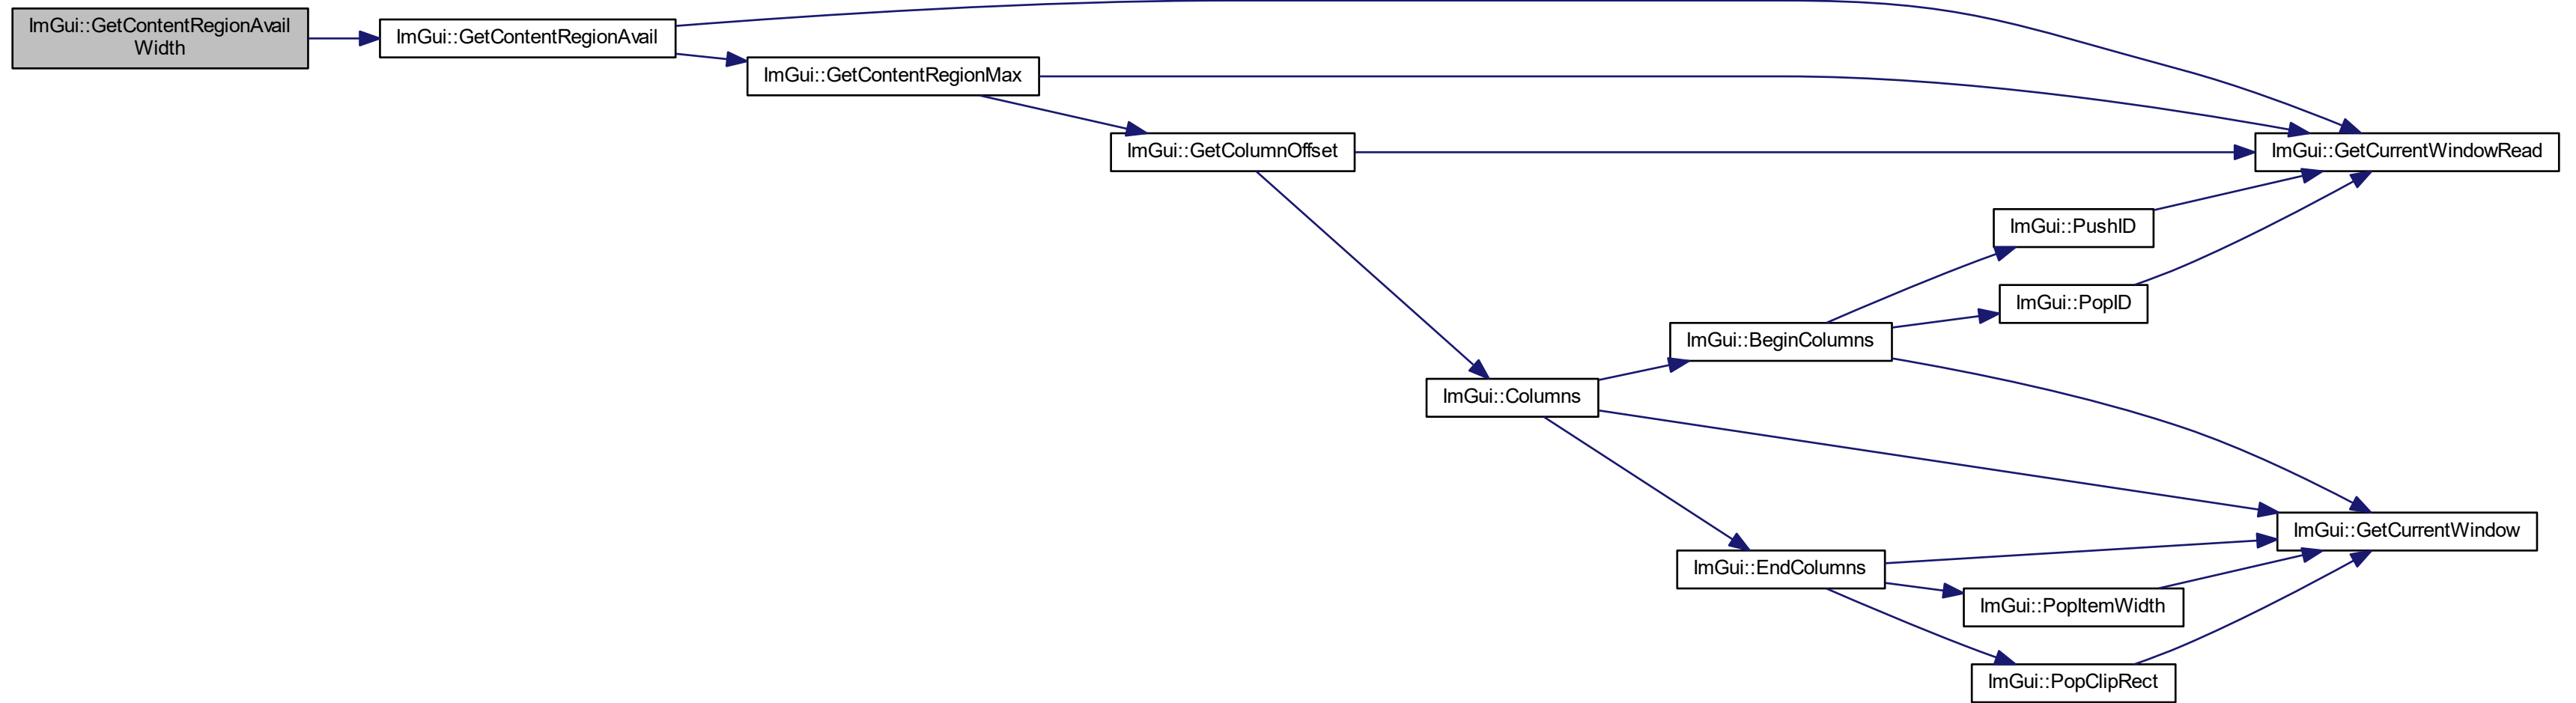 ImGui::GetContentRegionAvail
Width
ImGui::GetContentRegionAvail
ImGui::GetContentRegionMax
ImGui::GetColumnOffset
ImGui::GetCurrentWindowRead
ImGui::PushID
ImGui::PopID
ImGui::BeginColumns
ImGui::Columns
ImGui::GetCurrentWindow
ImGui::EndColumns
ImGui::PopItemWidth
ImGui::PopClipRect